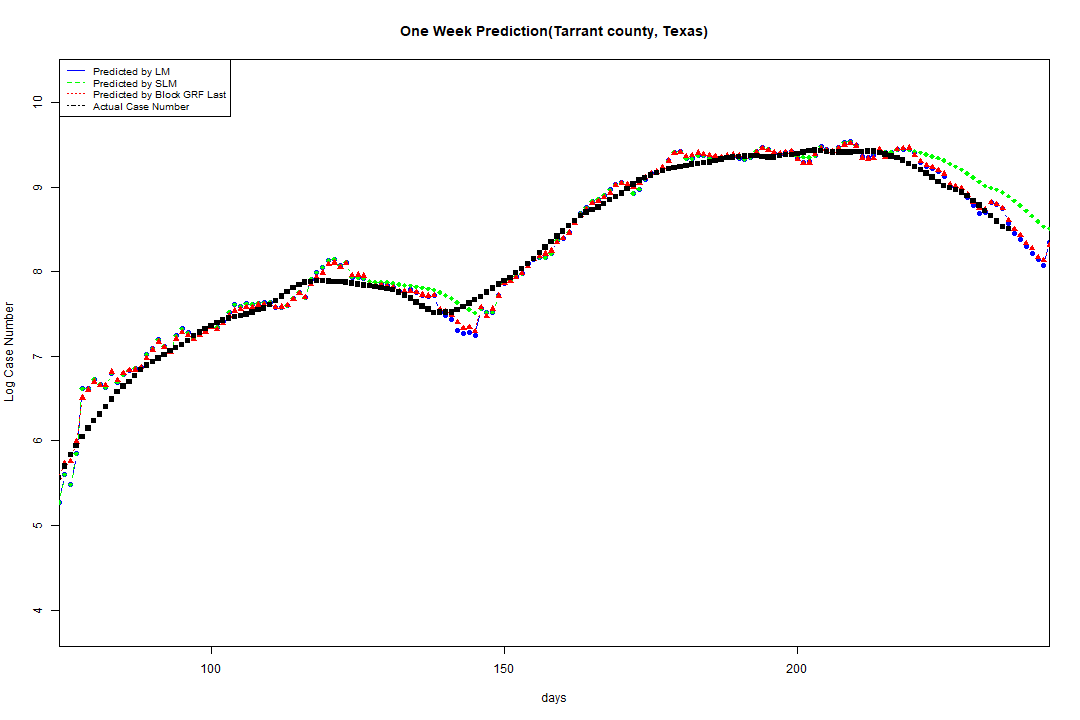 One Week Prediction(Tarrant county, Texas)
Predicted by LM
Predicted by SLM
Predicted by Block GRF Last
Actual Case Number
10
9
8
7
6
5
4
Log Case Number
100 150 200
days